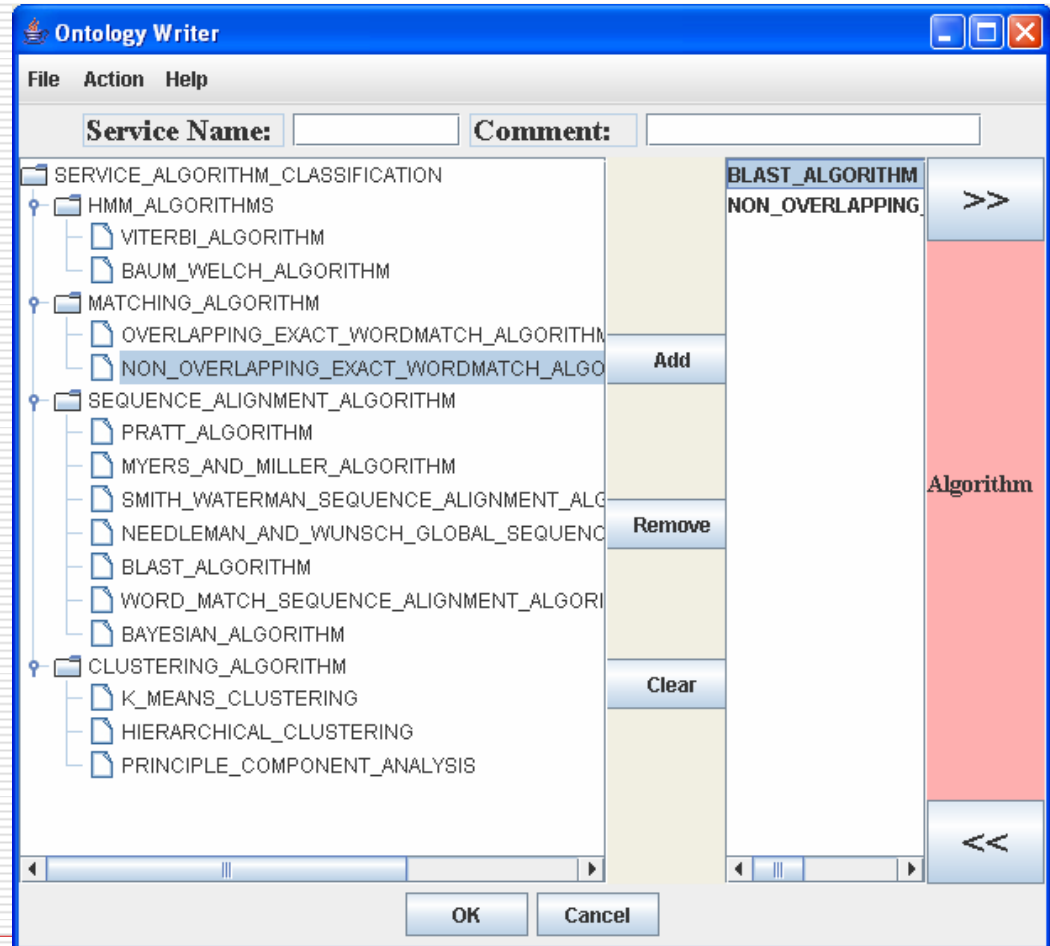 Ontology Writer
File Action Help
Service Name: Comment:
SERVICE_ALGORITHM_CLASSIFICATION
HMM_ALGORITHMS
VITERBI_ALGORITHM
BAUM_WELCH_ALGORITHM
MATCHING_ALGORITHM
OVERLAPPING_EXACT_WORDMATCH_ALGORITHM
NON_OVERLAPPING_EXACT_WORDMATCH_ALGO
SEQUENCE_ALIGNMENT_ALGORITHM
PRATT_ALGORITHM
MYERS_AND_MILLER_ALGORITHM
SMITH_WATERMAN_SEQUENCE_ALIGNMENT_ALG
NEEDLEMAN_AND_WUNSCH_GLOBAL_SEQUENC
BLAST_ALGORITHM
WORD_MATCH_SEQUENCE_ALIGNMENT_ALGORI
BAYESIAN_ALGORITHM
CLUSTERING_ALGORITHM
K_MEANS_CLUSTERING
HIERARCHICAL_CLUSTERING
PRINCIPLE_COMPONENT_ANALYSIS
Add
Remove
Clear
BLAST_ALGORITHM
NON_OVERLAPPING_
>>
Algorithm
<<
OK Cancel